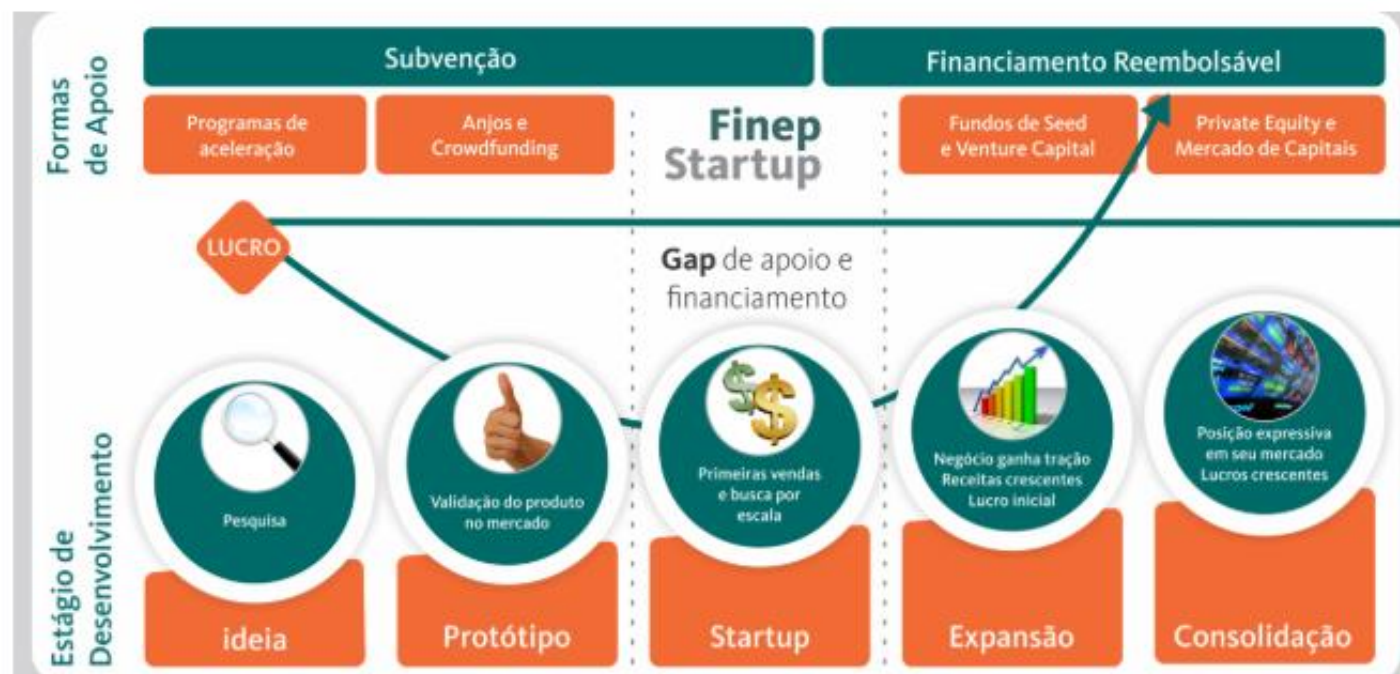 Formas
de Apoio
Subvenção
Financiamento Reembolsável
Programas de
aceleração
Anjos e
Crowdfunding
Finep
Startup
Fundos de Seed
e Venture Capital
Private Equity e
Mercado de Capitais
LUCRO
Gap de apoio e
financiamento
Estágio de
Desenvolvimento
Pesquisa
Validação do produto
no mercado
Primeiras vendas
e busca por
escala
Negócio ganha tração
Receitas crescentes
Lucro inicial
Posição expressiva
em seu mercado
Lucros crescentes
ideia
Protótipo
Startup
Expansão
Consolidação